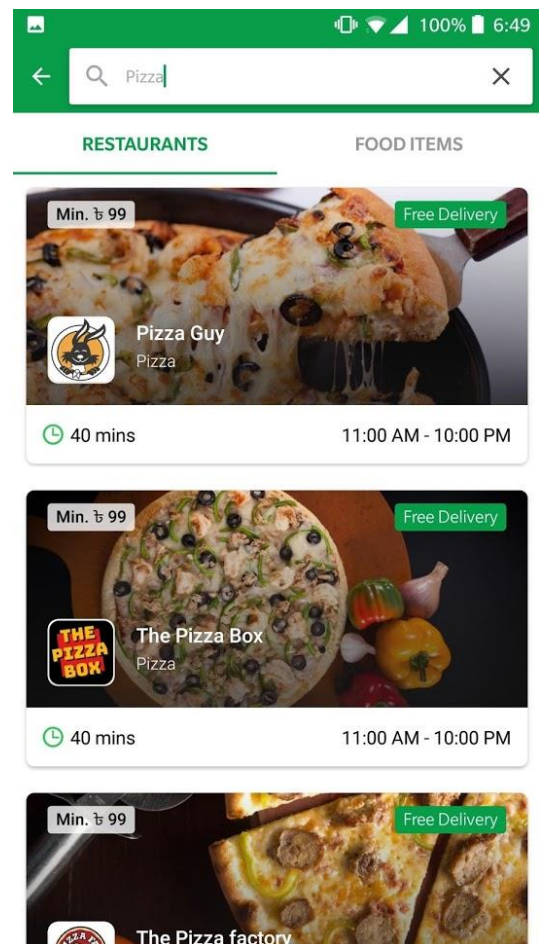 100% 6:49
Pizza
RESTAURANTS FOOD ITEMS
Min. ৳ 99 Free Delivery
Pizza Guy
Pizza
40 mins 11:00 AM - 10:00 PM
Min. ৳ 99 Free Delivery
THE
PIZZA
BOX
The Pizza Box
Pizza
40 mins 11:00 AM - 10:00 PM
Min. ৳ 99 Free Delivery
The Pizza factory